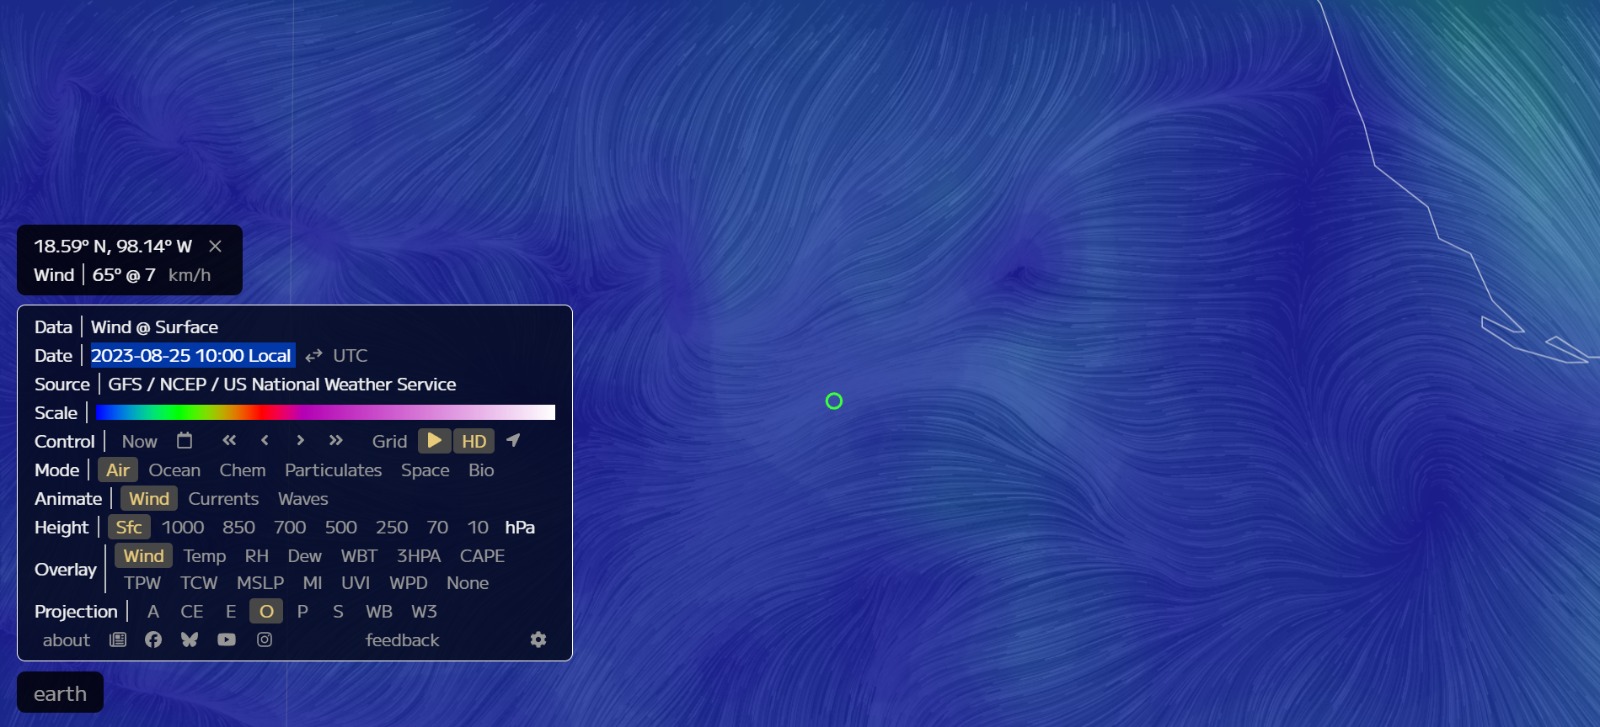 18.59° N, 98.14° W ×
Wind | 65° @ 7 km/h
Data | Wind @ Surface
Date | 2023-08-25 10:00 Local ⇄ UTC
Source | GFS / NCEP / US National Weather Service
Scale |
Control | Now « ‹ › » Grid HD
Mode | Air Ocean Chem Particulates Space Bio
Animate | Wind Currents Waves
Height | Sfc 1000 850 700 500 250 70 10 hPa
Overlay | Wind Temp RH Dew WBT 3HPA CAPE
TPW TCW MSLP MI UVI WPD None
Projection | A CE E O P S WB W3
about feedback
earth